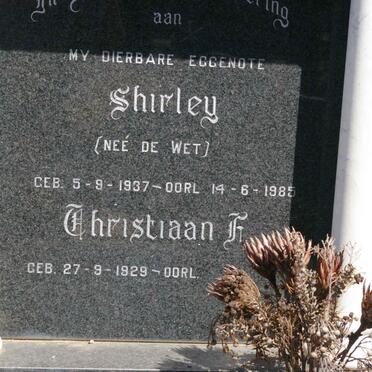 In
aan
MY DIERBARE EGGENOTE
Shirley
(NEÉ DE WET)
GEB. 5-9-1937-OORL 14-6-1985
Christiaan F.
GEB. 27-9-1929-OORL.